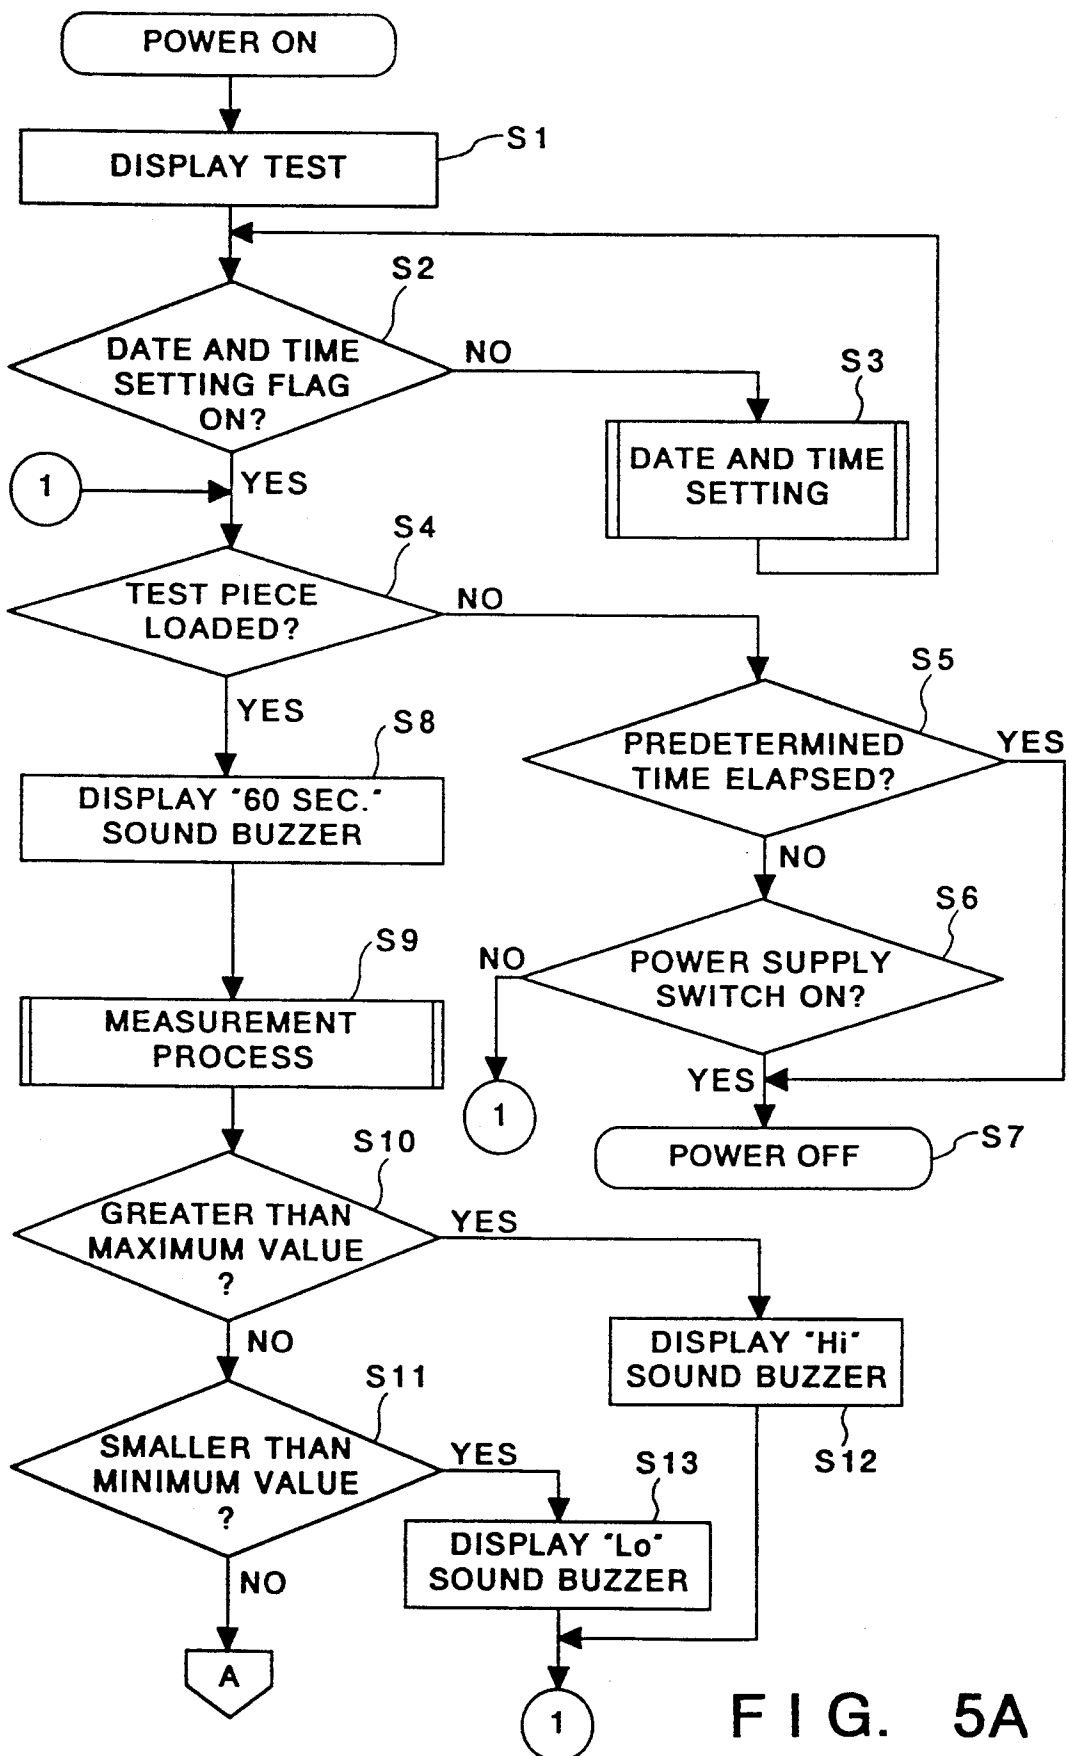 POWER ON
S1
DISPLAY TEST
S2
DATE AND TIME
SETTING FLAG
ON?
NO
S3
DATE AND TIME
SETTING
1
YES
S4
TEST PIECE
LOADED?
NO
S5
PREDETERMINED
TIME ELAPSED?
YES
YES
S8
DISPLAY "60 SEC."
SOUND BUZZER
NO
S6
POWER SUPPLY
SWITCH ON?
NO
S9
MEASUREMENT
PROCESS
YES
1
S7
POWER OFF
S10
GREATER THAN
MAXIMUM VALUE
?
YES
NO
DISPLAY "Hi"
SOUND BUZZER
S12
S11
SMALLER THAN
MINIMUM VALUE
?
YES
S13
DISPLAY "Lo"
SOUND BUZZER
NO
A
1
FIG. 5A